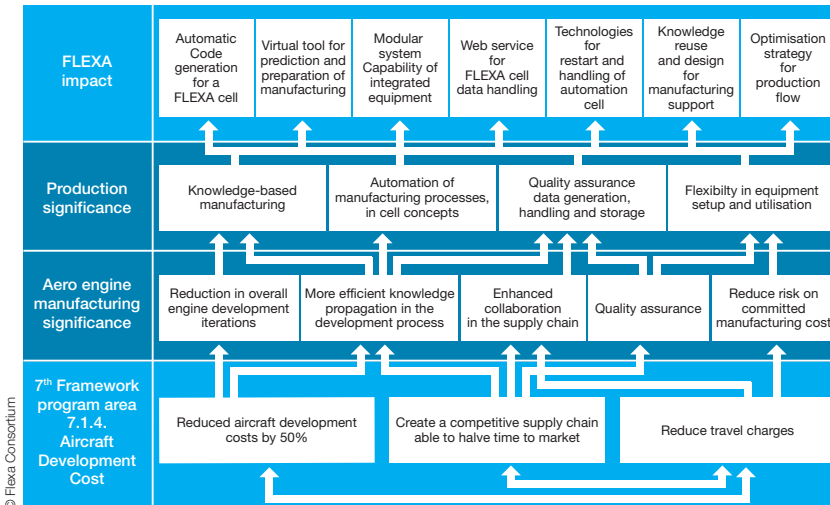 FLEXA
impact
Automatic
Code
generation
for a
FLEXA cell
Virtual tool for
prediction and
preparation of
manufacturing
Modular
system
Capability of
integrated
equipment
Web service
for
FLEXA cell
data handling
Technologies
for
restart and
handling of
automation
cell
Knowledge
reuse
and design
for
manufacturing
support
Optimisation
strategy
for
production
flow
Production
significance
Knowledge-based
manufacturing
Automation of
manufacturing processes,
in cell concepts
Quality assurance
data generation,
handling and storage
Flexibilty in equipment
setup and utilisation
Aero engine
manufacturing
significance
Reduction in overall
engine development
iterations
More efficient knowledge
propagation in the
development process
Enhanced
collaboration
in the supply chain
Quality assurance
Reduce risk on
committed
manufacturing cost
7th Framework
program area
7.1.4.
Aircraft
Development
Cost
Reduced aircraft development
costs by 50%
Create a competitive supply chain
able to halve time to market
Reduce travel charges
© Flexa Consortium